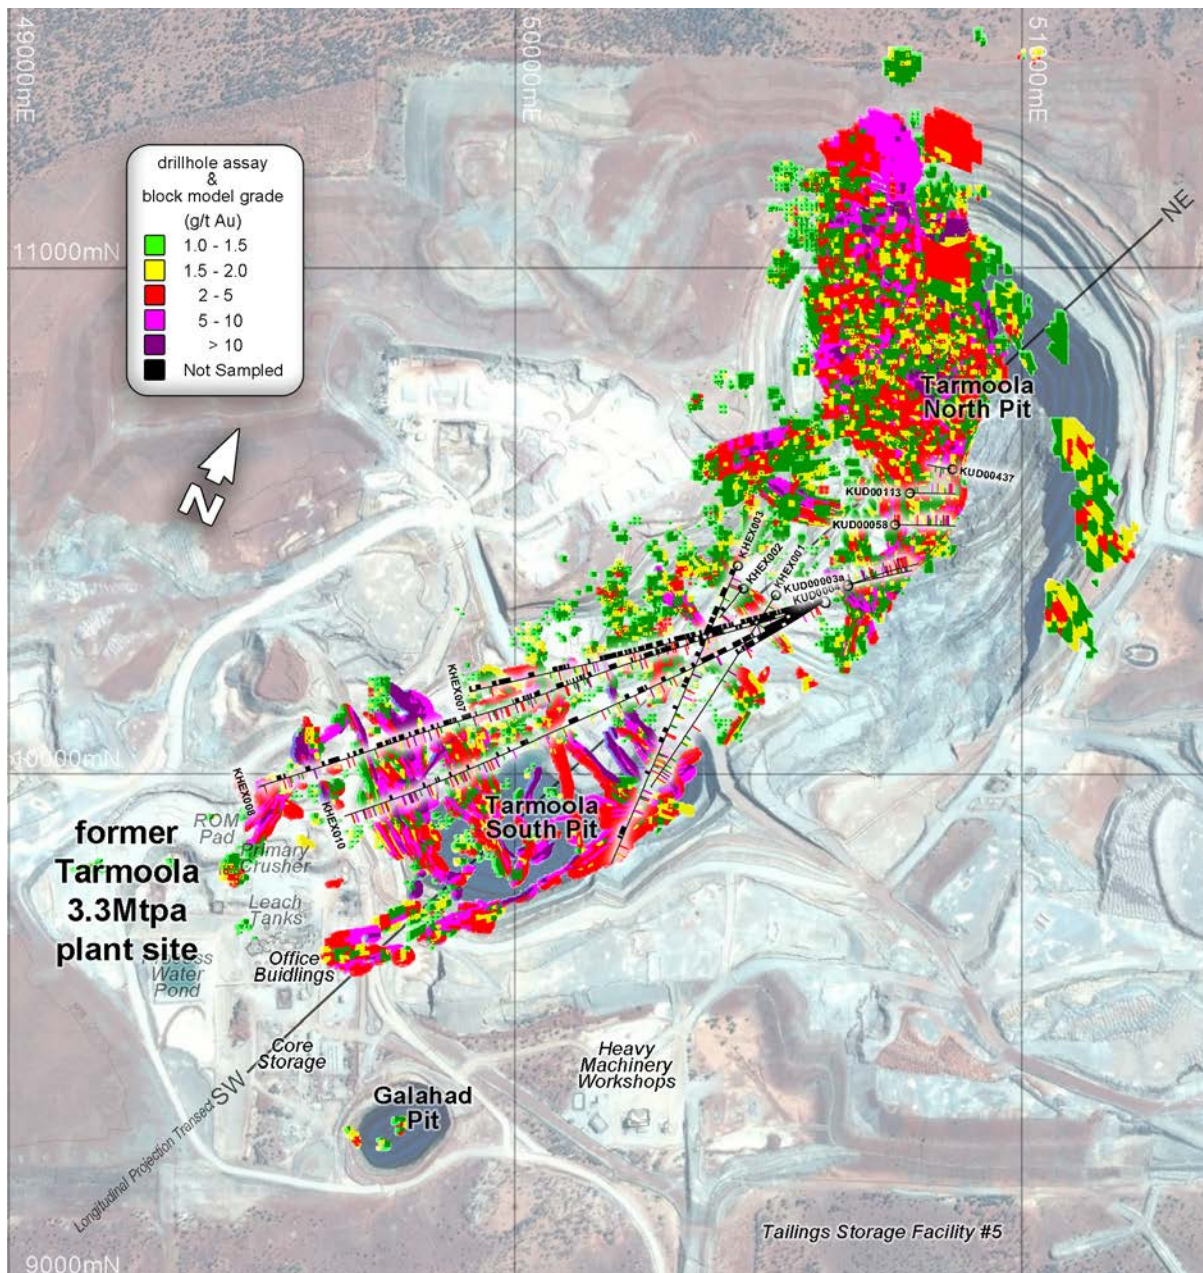 49000mE
50000mE
51000mE
drillhole assay
&
block model grade
(g/t Au)
1.0 - 1.5
1.5 - 2.0
2 - 5
5 - 10
> 10
Not Sampled
NE
11000mN
N
Tarmoola
North Pit
KUD00437
KUD00113
KUD00058
KHEX003
KHEX002
KHEX001
KUD00003a
KUD0004
KHEX007
10000mN
KHEX008
KHEX010
Tarmoola
South Pit
ROM
Pad
Primary
Crusher
former
Tarmoola
3.3Mtpa
plant site
Leach
Tanks
Office
Buidlings
Process
Water
Pond
Core
Storage
Heavy
Machinery
Workshops
Galahad
Pit
SW
Longitudinal Projection Transect
Tailings Storage Facility #5
9000mN